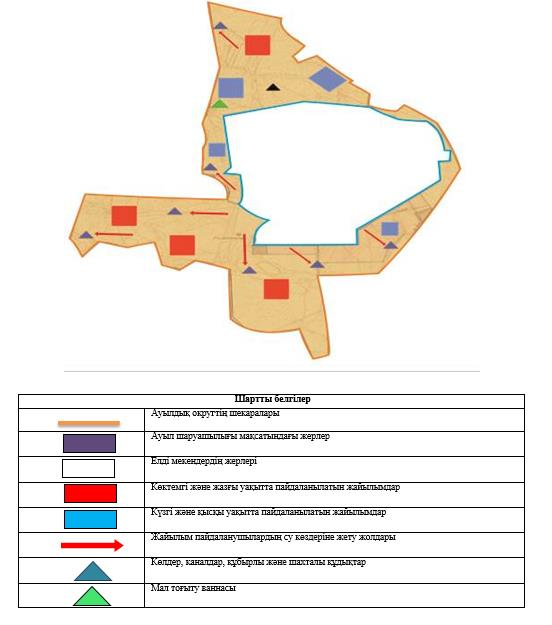 Шартты белгілер
Ауылдық округтің шекаралары
Ауыл шаруашылығы мақсатындағы жерлер
Елді мекендердің жерлері
Көктемгі және жазғы уақытта пайдаланылатын жайылымдар
Күзгі және қысқы уақытта пайдаланылатын жайылымдар
Жайылым пайдаланушылардың су көздеріне жету жолдары
Көлдер, каналдар, құбырлы және шахталы құдықтар
Мал тоғыту ваннасы